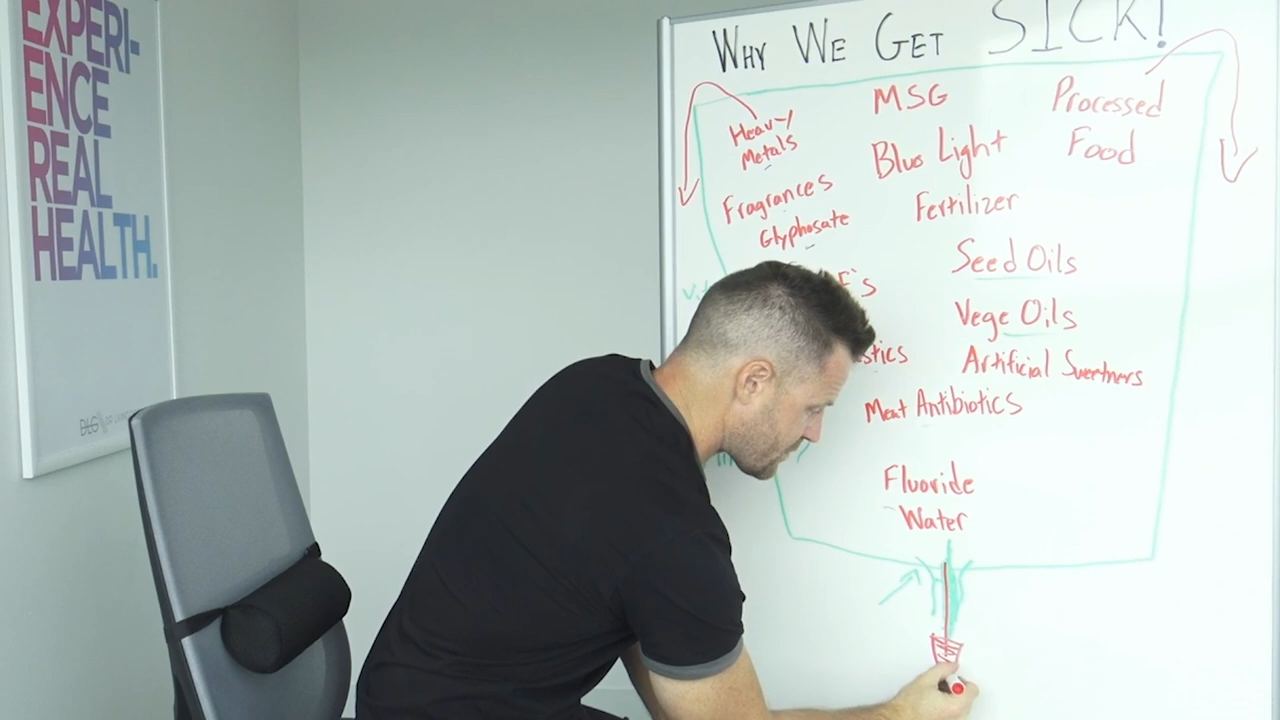 EXPERI-
ENCE
REAL
HEALTH.
DLG
WHY WE GET SICK!
Heavy
Metals
MSG
Processed
Food
Blue Light
Fragrances
Fertilizer
Glyphosate
Seed Oils
Vege Oils
Artificial Sweetners
Meat Antibiotics
Fluoride
Water